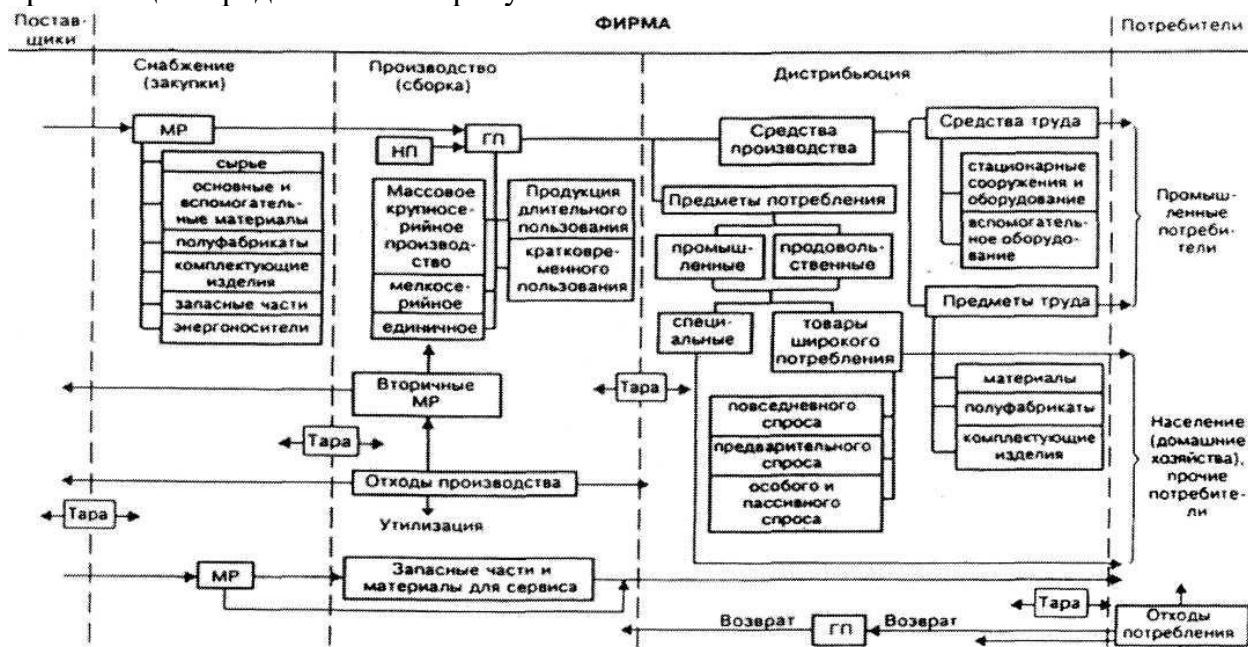 Постав-
щики
ФИРМА
Потребители
Снабжение
(закупки)
Производство
(сборка)
Дистрибьюция
МР
сырье
основные и
вспомогатель-
ные материалы
полуфабрикаты
комплектующие
изделия
запасные части
энергоносители
НП
ГП
Массовое
крупносе-
рийное
производ-
ство
мелкосе-
рийное
единичное
Продукция
длительного
пользования
кратковре-
менного
пользования
Вторичные
МР
Тара
Отходы производства
Утилизация
Тара
МР
Запасные части и
материалы для сервиса
Тара
Средства
производства
Предметы потребления
промыш-
ленные
продоволь-
ственные
специ-
альные
товары
широкого
потребления
повседневного
спроса
предварительного
спроса
особого и
пассивного
спроса
Средства труда
стационарные
сооружения и
оборудование
вспомогатель-
ное оборудо-
вание
Предметы труда
материалы
полуфабрикаты
комплектующие
изделия
Промыш-
ленные
потреби-
тели
Население
(домашние
хозяйства),
прочие
потребите-
ли
Тара
Возврат
ГП
Возврат
Отходы
потребления